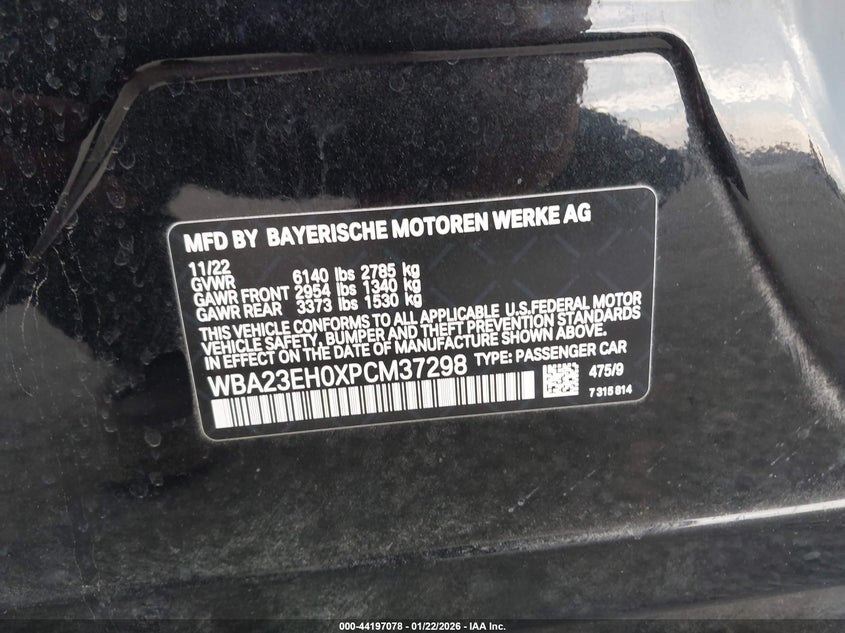 MFD BY BAYERISCHE MOTOREN WERKE AG
11/22
GVWR 6140 lbs 2785 kg
GAWR FRONT 2954 lbs 1340 kg
GAWR REAR 3373 lbs 1530 kg
THIS VEHICLE CONFORMS TO ALL APPLICABLE U.S.FEDERAL MOTOR
VEHICLE SAFETY, BUMPER AND THEFT PREVENTION STANDARDS
IN EFFECT ON THE DATE OF MANUFACTURE SHOWN ABOVE.
WBA23EH0XPCM37298 TYPE: PASSENGER CAR
475/9
7 315 814
000-44197078 - 01/22/2026 - IAA Inc.